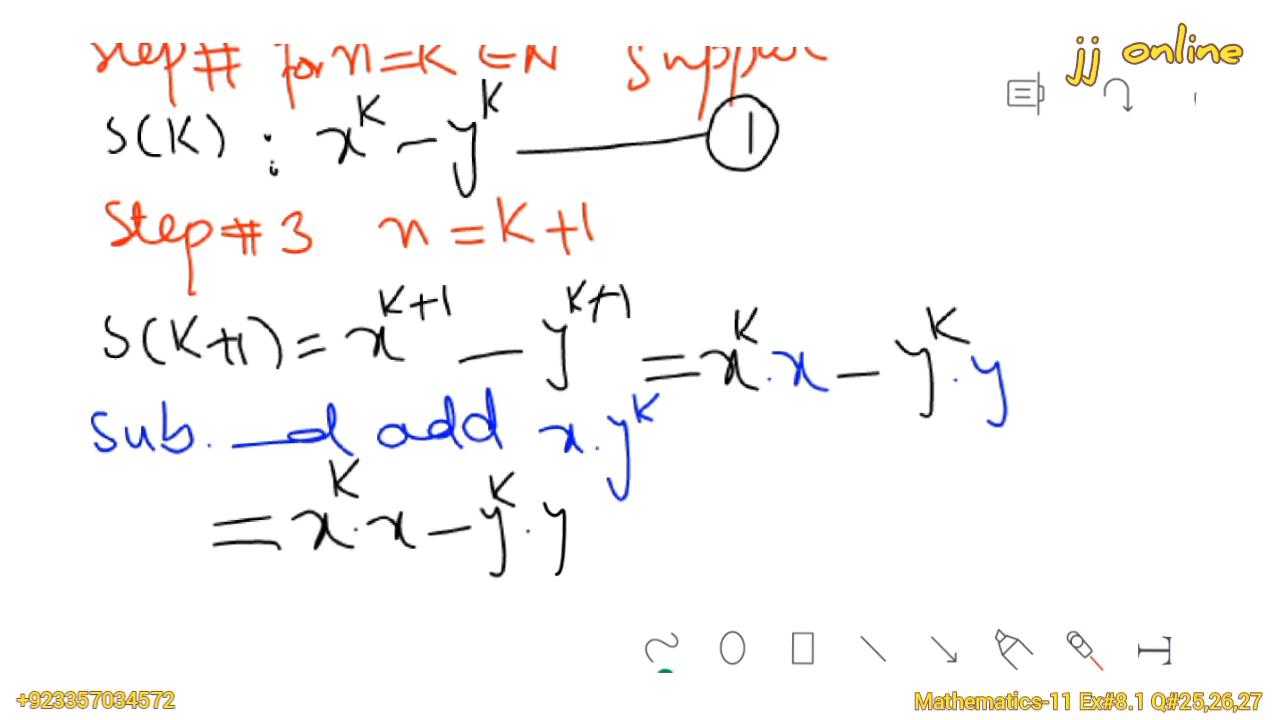 jj online
Step # for n = K ∈ N Suppose
S(K) : x^K - y^K ——— ①
Step # 3 n = K + 1
S(K+1) = x^{K+1} - y^{K+1} = x^K . x - y^K . y
Sub. add x . y^K
= x^K . x - y^K . y
+923357034572
Mathematics-11 Ex#8.1 Q#25,26,27